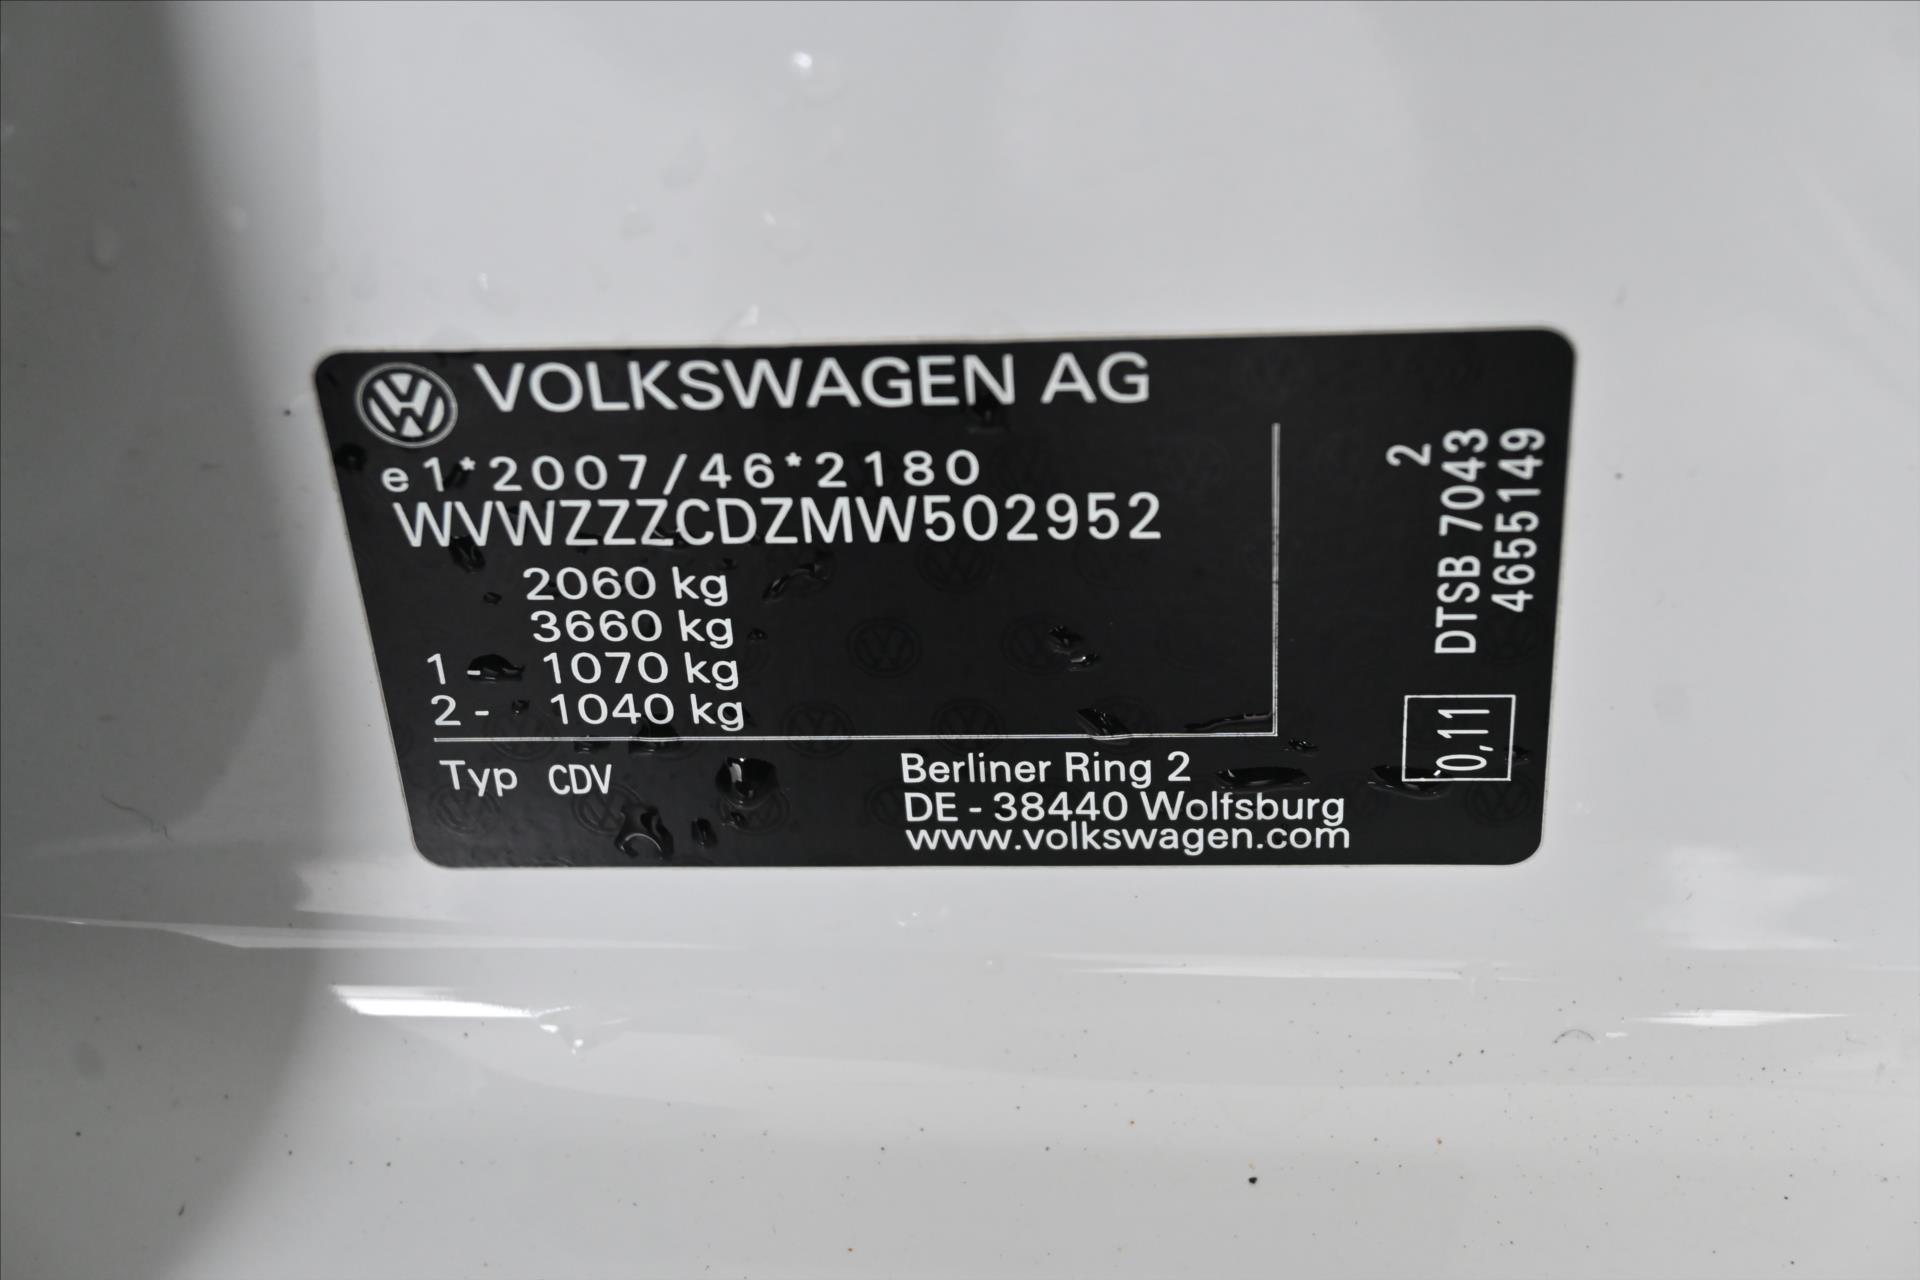 VOLKSWAGEN AG
e1*2007/46*2180
WVWZZZCDZMW502952
2060 kg
3660 kg
1 - 1070 kg
2 - 1040 kg
Typ CDV
Berliner Ring 2
DE - 38440 Wolfsburg
www.volkswagen.com
2
DTSB 7043
4655149
0,11